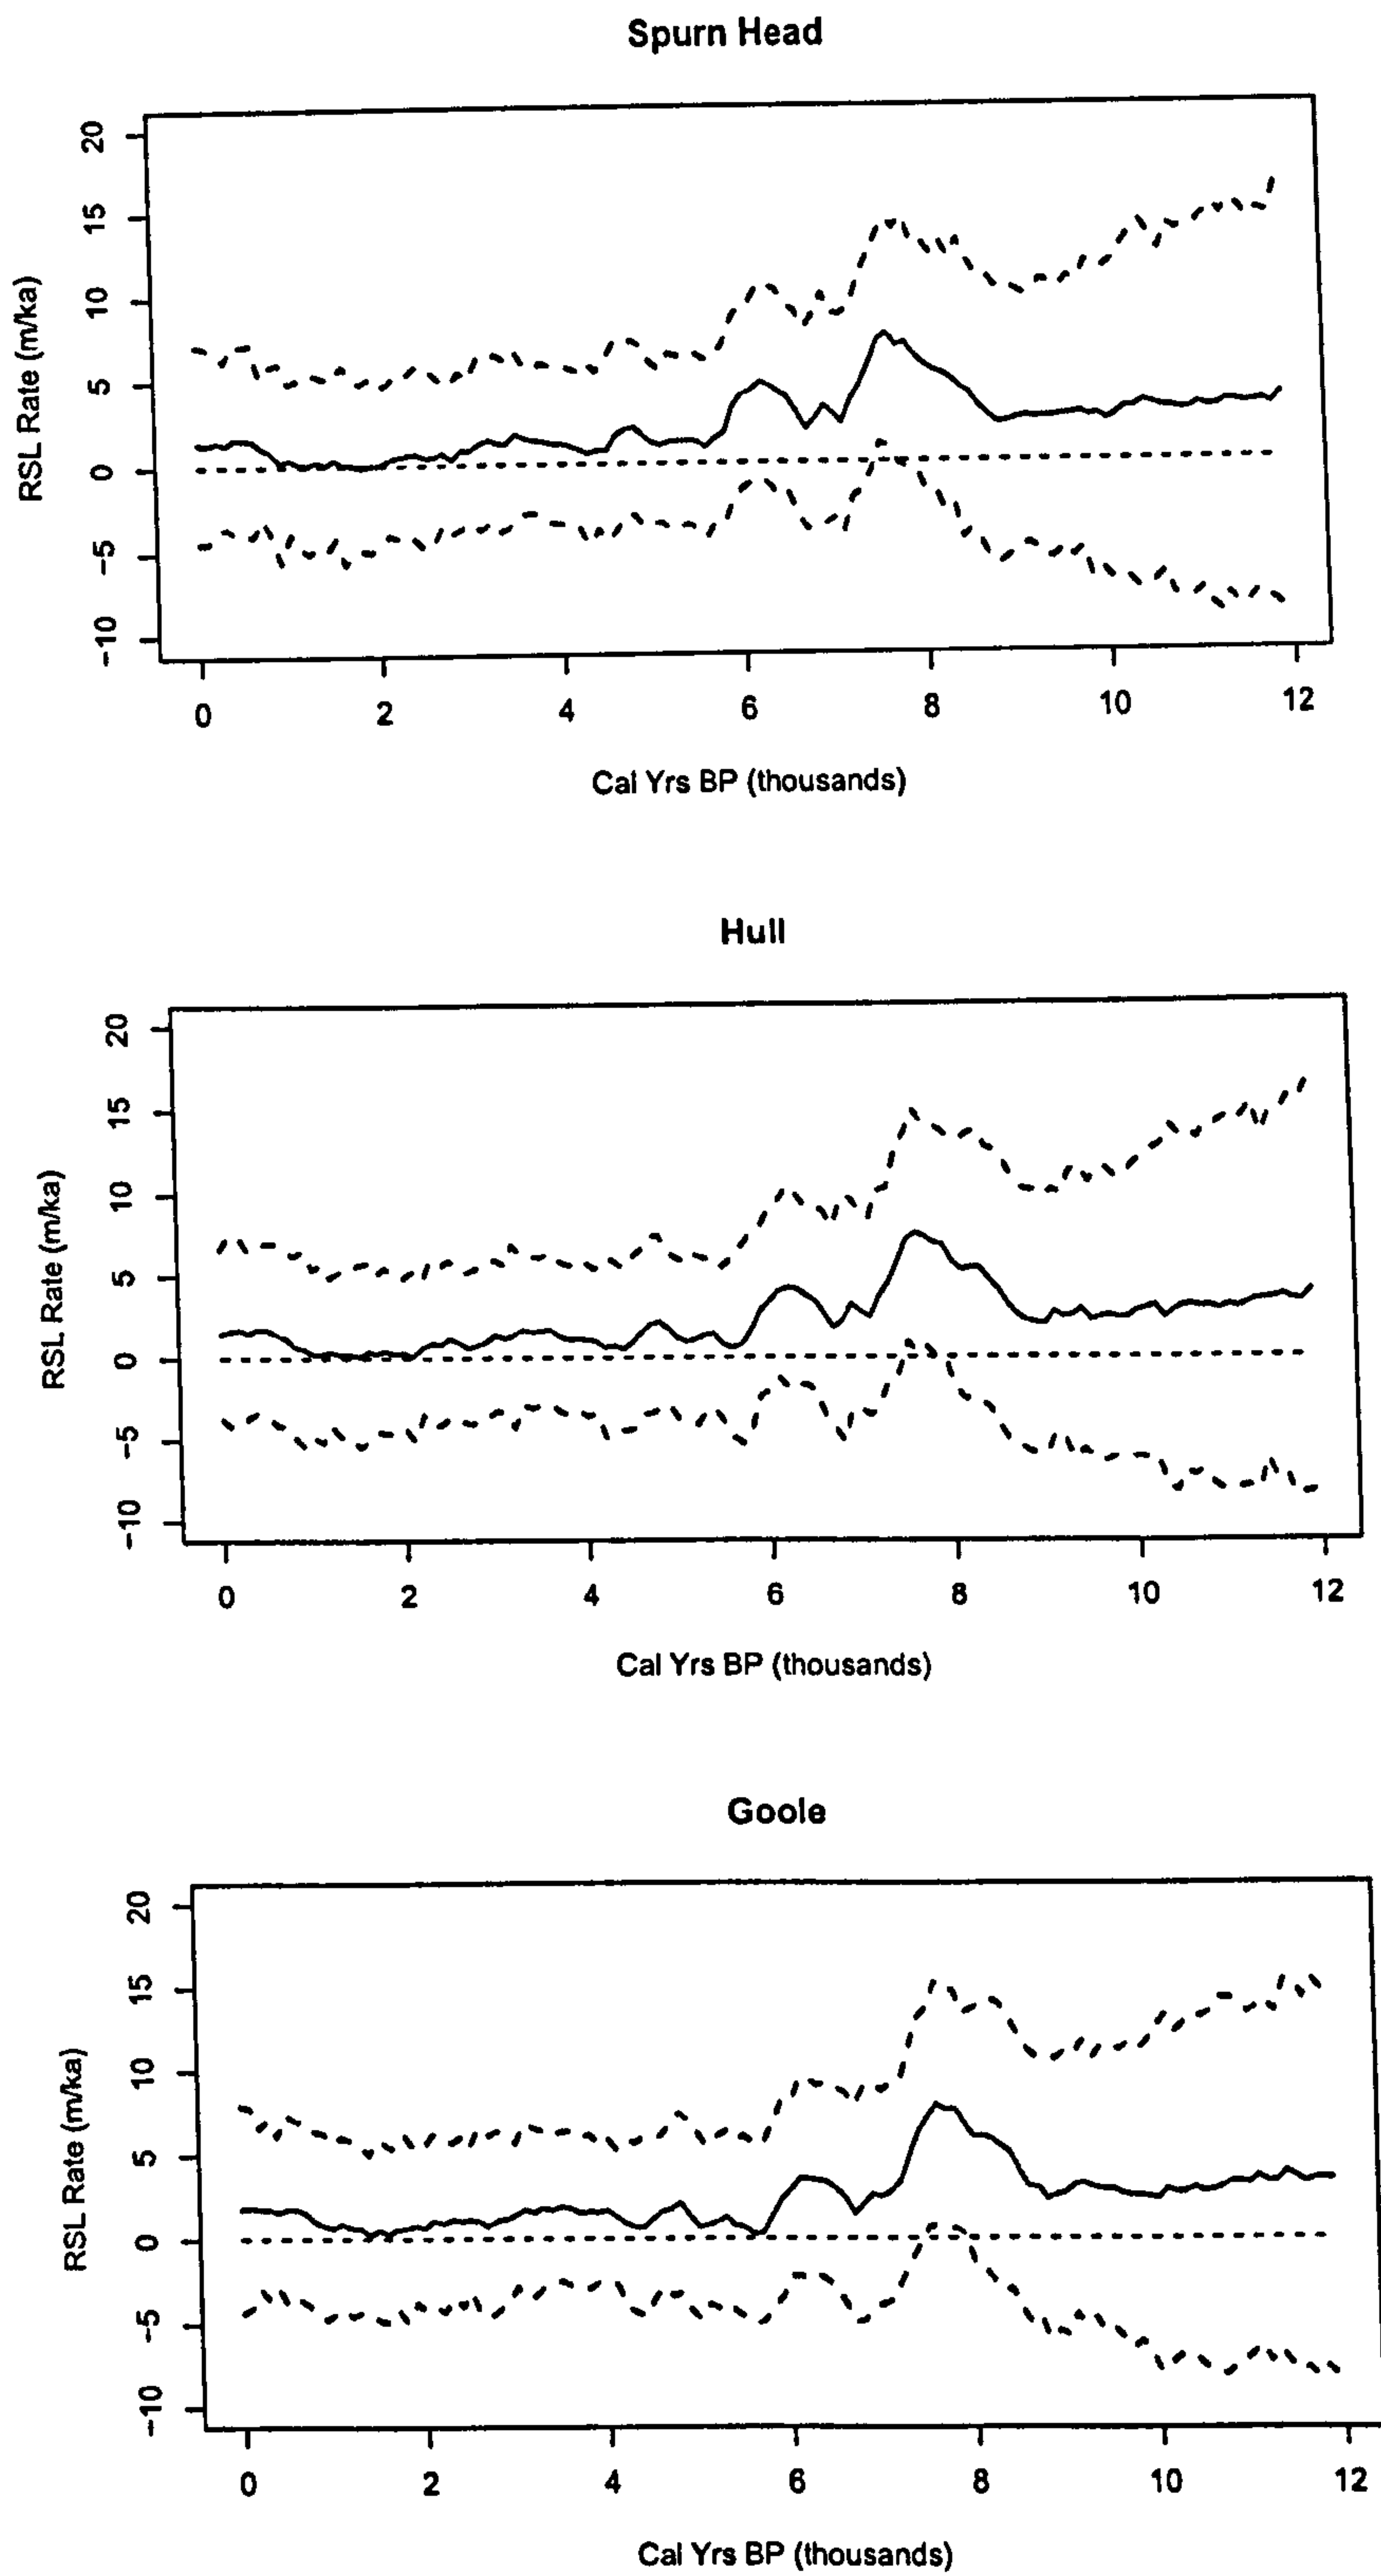 Spurn Head
RSL Rate (m/ka)
20
15
10
5
0
−5
−10
0 2 4 6 8 10 12
Cal Yrs BP (thousands)
Hull
RSL Rate (m/ka)
20
15
10
5
0
−5
−10
0 2 4 6 8 10 12
Cal Yrs BP (thousands)
Goole
RSL Rate (m/ka)
20
15
10
5
0
−5
−10
0 2 4 6 8 10 12
Cal Yrs BP (thousands)